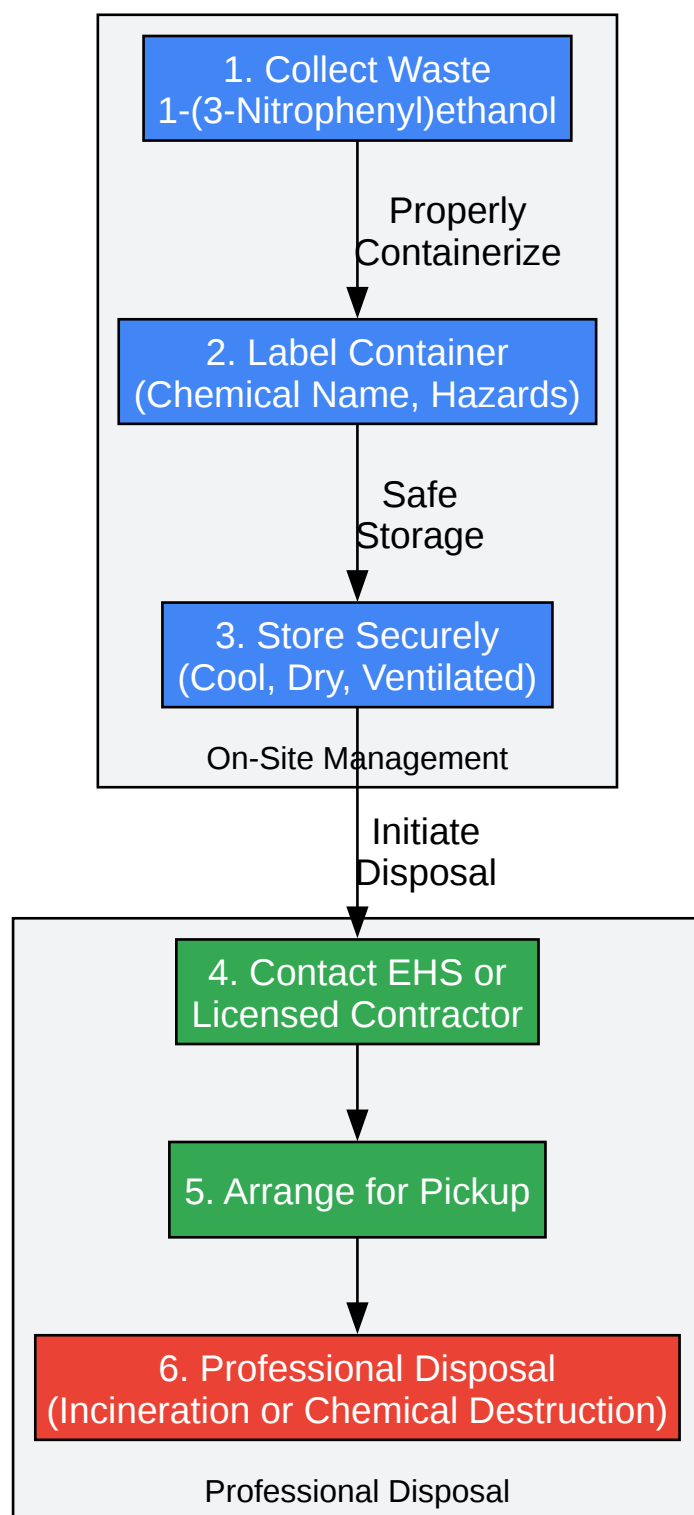 1. Collect Waste
1-(3-Nitrophenyl)ethanol
Properly
Containerize
2. Label Container
(Chemical Name, Hazards)
Safe
Storage
3. Store Securely
(Cool, Dry, Ventilated)
On-Site Management
Initiate
Disposal
4. Contact EHS or
Licensed Contractor
5. Arrange for Pickup
6. Professional Disposal
(Incineration or Chemical Destruction)
Professional Disposal